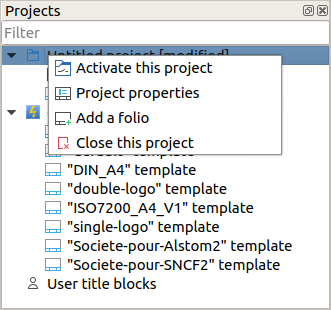 Projects
Filter
Untitled project [modified]
Activate this project
Project properties
Add a folio
Close this project
template
"DIN_A4" template
"double-logo" template
"ISO7200_A4_V1" template
"single-logo" template
"Societe-pour-Alstom2" template
"Societe-pour-SNCF2" template
User title blocks